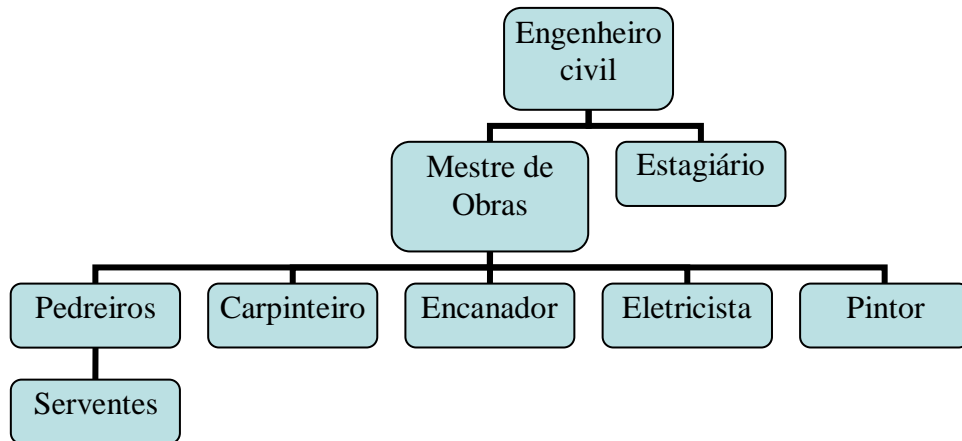 Engenheiro
civil
Mestre de
Obras
Estagiário
Pedreiros
Carpinteiro
Encanador
Eletricista
Pintor
Serventes